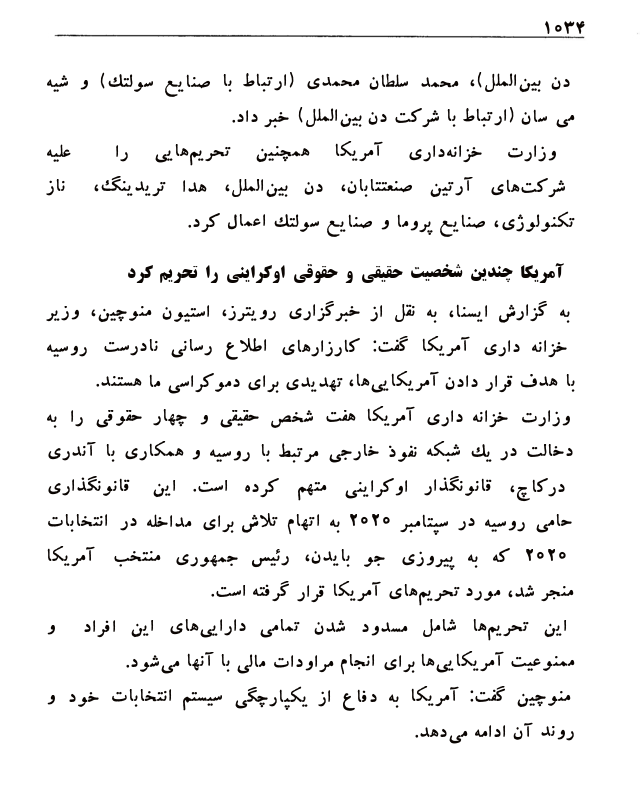 ۱۰۳۴
دن بین‌الملل)، محمد سلطان محمدی (ارتباط با صنایع سولتك) و شیه
می سان (ارتباط با شرکت دن بین‌الملل) خبر داد.
وزارت خزانه‌داری آمریکا همچنین تحریم‌هایی را علیه
شرکت‌های آرتین صنعتتابان، دن بین‌الملل، هدا تریدینگ، ناز
تکنولوژی، صنایع پروما و صنایع سولتك اعمال کرد.
آمریکا چندین شخصیت حقیقی و حقوقی اوکراینی را تحریم کرد
به گزارش ایسنا، به نقل از خبرگزاری رویترز، استیون منوچین، وزیر
خزانه داری آمریکا گفت: کارزارهای اطلاع رسانی نادرست روسیه
با هدف قرار دادن آمریکایی‌ها، تهدیدی برای دموکراسی ما هستند.
وزارت خزانه داری آمریکا هفت شخص حقیقی و چهار حقوقی را به
دخالت در یك شبکه نفوذ خارجی مرتبط با روسیه و همکاری با آندری
درکاچ، قانونگذار اوکراینی متهم کرده است. این قانونگذاری
حامی روسیه در سپتامبر ۲۰۲۰ به اتهام تلاش برای مداخله در انتخابات
۲۰۲۰ که به پیروزی جو بایدن، رئیس جمهوری منتخب آمریکا
منجر شد، مورد تحریم‌های آمریکا قرار گرفته است.
این تحریم‌ها شامل مسدود شدن تمامی دارایی‌های این افراد و
ممنوعیت آمریکایی‌ها برای انجام مراودات مالی با آنها می‌شود.
منوچین گفت: آمریکا به دفاع از یکپارچگی سیستم انتخابات خود و
روند آن ادامه می‌دهد.